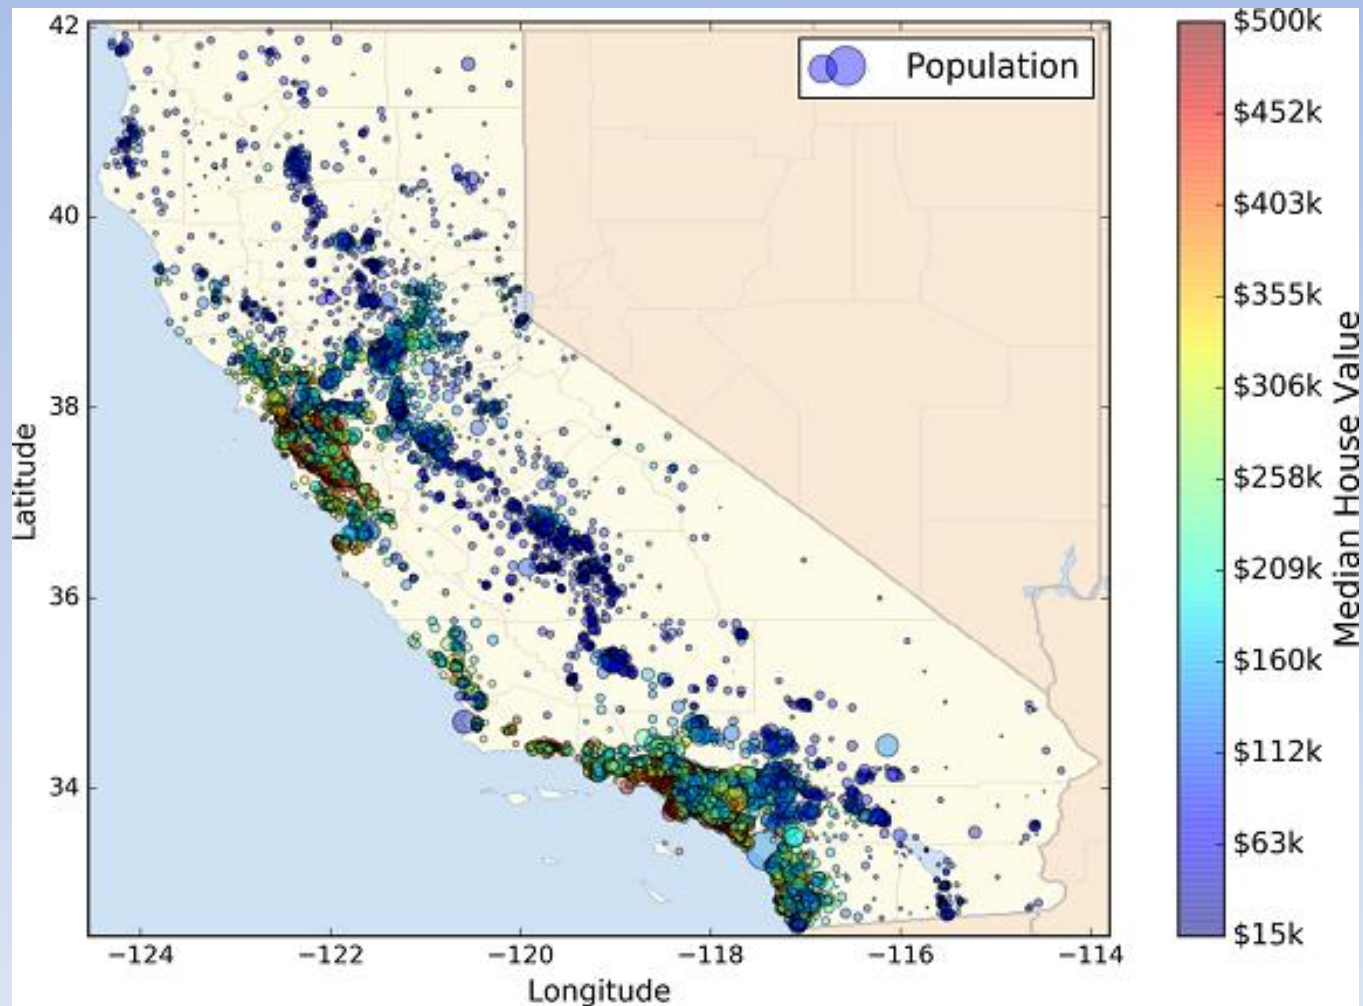 Population
42
40
38
36
34
Latitude
−124
−122
−120
−118
−116
−114
Longitude
$500k
$452k
$403k
$355k
$306k
$258k
$209k
$160k
$112k
$63k
$15k
Median House Value